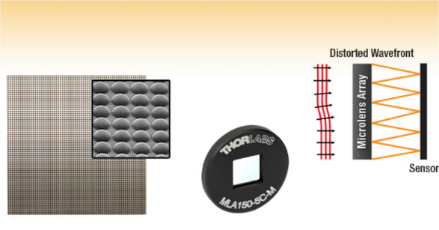 Distorted Wavefront
Microlens Array
Sensor
THORLABS
MLA150-5C-M